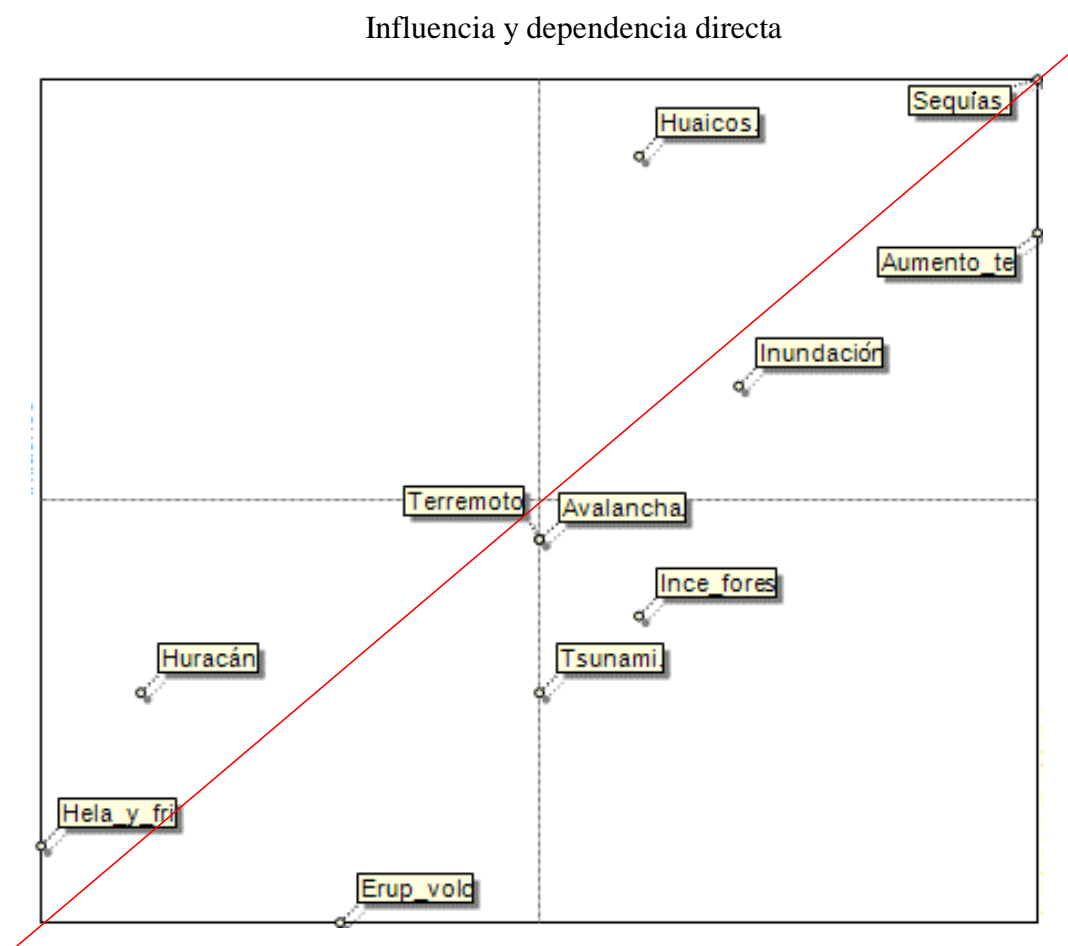 Influencia y dependencia directa
Sequías.
Huaicos.
Aumento_te
Inundación
Terremoto
Avalancha.
Ince_fores
Huracán
Tsunami.
Hela_y_fri
Erup_volc